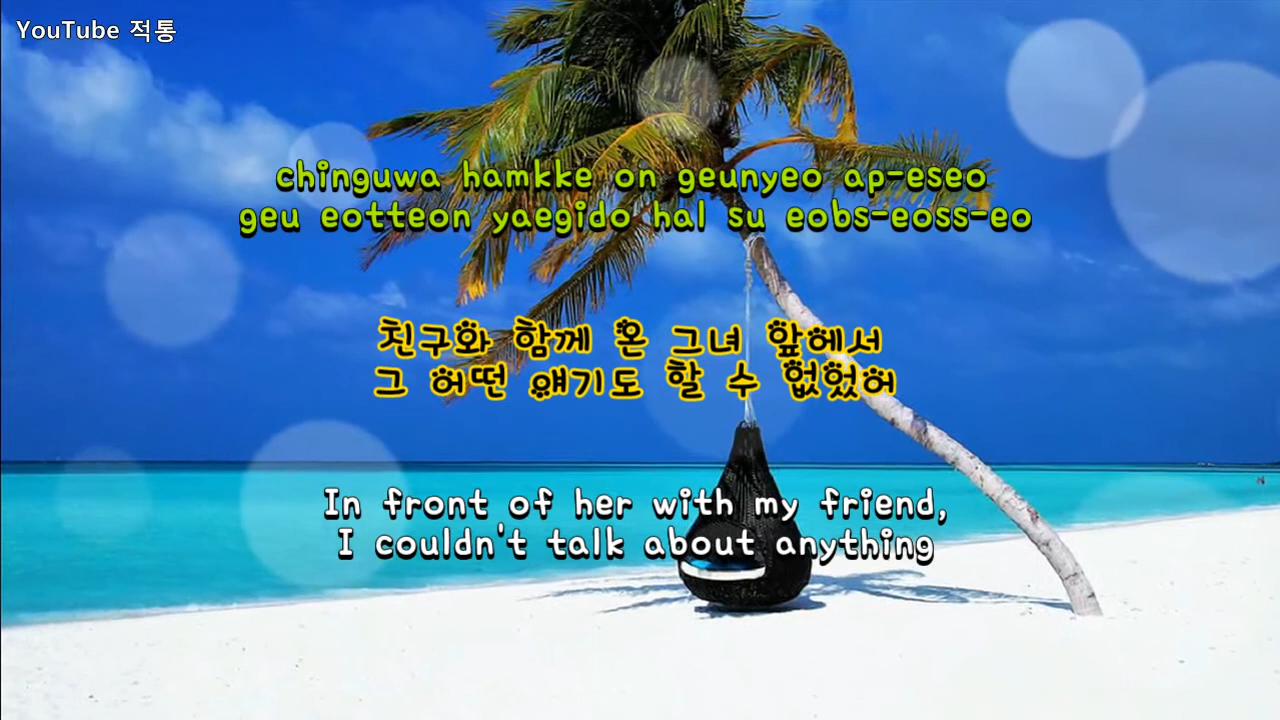 YouTube 적통
chinguwa hamkke on geunyeo ap-eseo
geu eotteon yaegido hal su eobs-eoss-eo
친구와 함께 온 그녀 앞에서
그 어떤 얘기도 할 수 없었어
In front of her with my friend,
I couldn't talk about anything